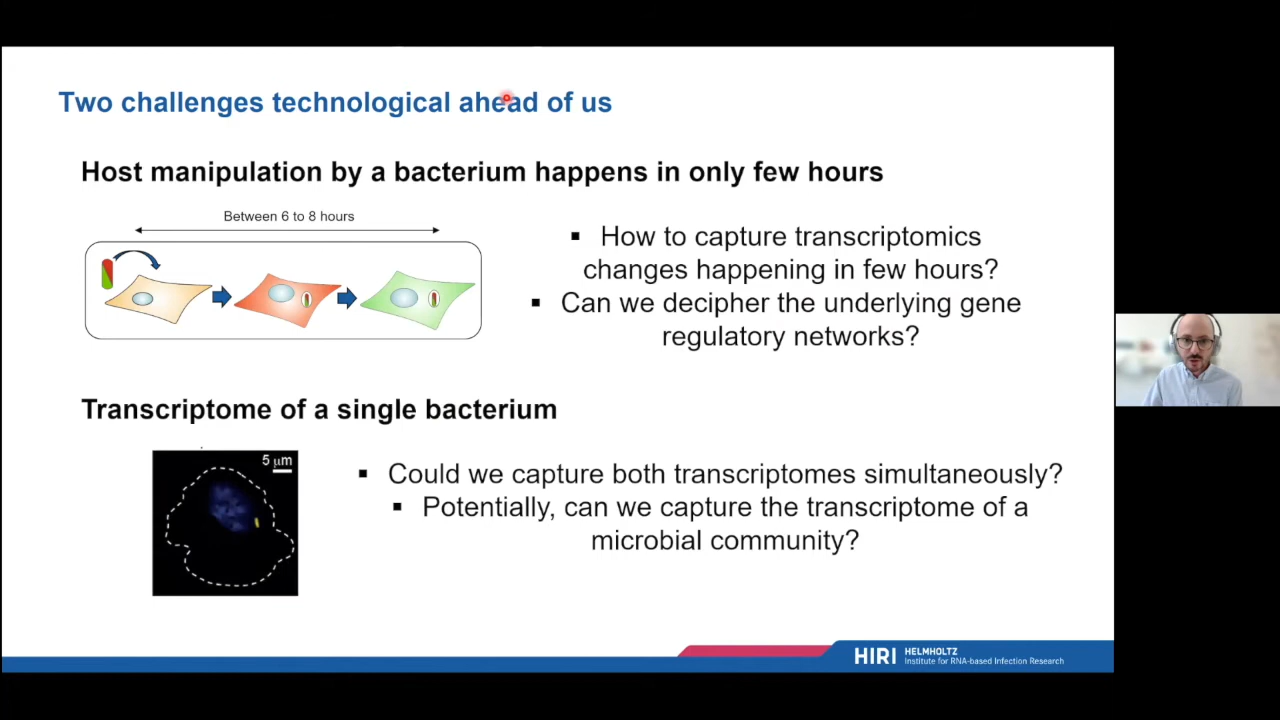 Two challenges technological ahead of us
Host manipulation by a bacterium happens in only few hours
Between 6 to 8 hours
▪ How to capture transcriptomics
changes happening in few hours?
▪ Can we decipher the underlying gene
regulatory networks?
Transcriptome of a single bacterium
5 μm
▪ Could we capture both transcriptomes simultaneously?
▪ Potentially, can we capture the transcriptome of a
microbial community?
HIRI HELMHOLTZ
Institute for RNA-based Infection Research